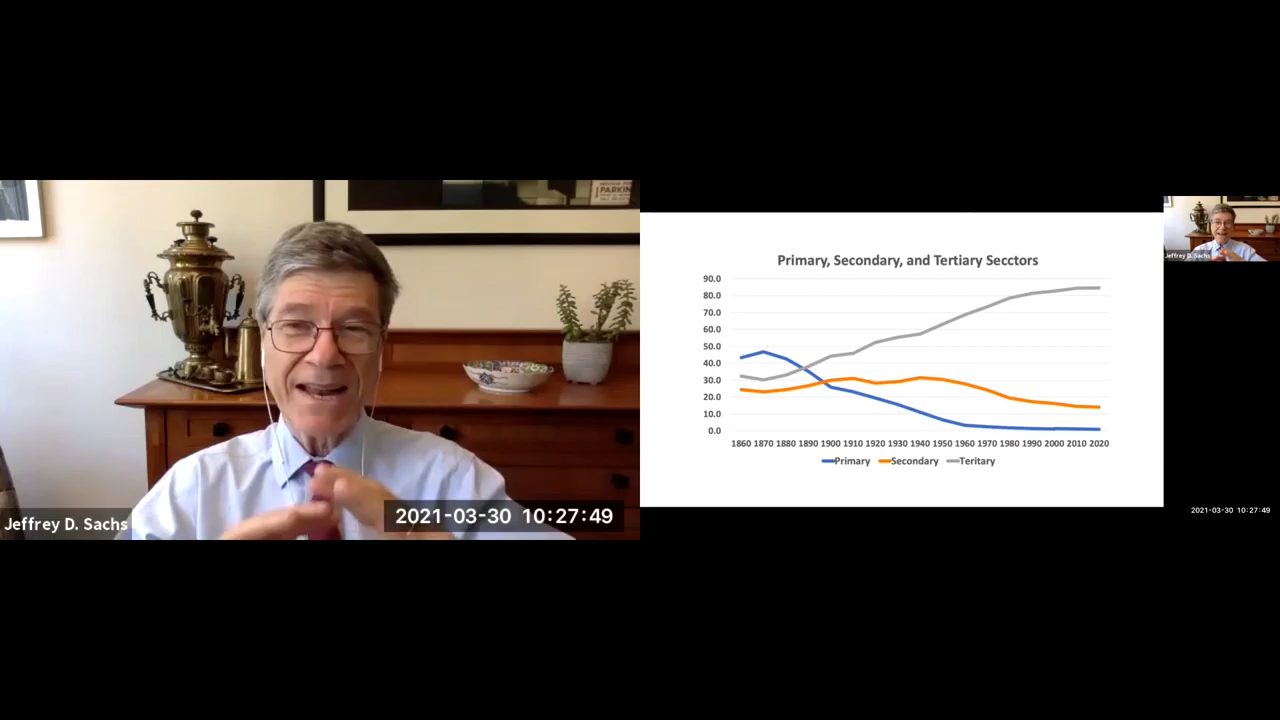 PARKIN
Jeffrey D. Sachs
2021-03-30 10:27:49
Primary, Secondary, and Tertiary Secctors
90.0
80.0
70.0
60.0
50.0
40.0
30.0
20.0
10.0
0.0
1860 1870 1880 1890 1900 1910 1920 1930 1940 1950 1960 1970 1980 1990 2000 2010 2020
Primary Secondary Teritary
Jeffrey D. Sachs
2021-03-30 10:27:49